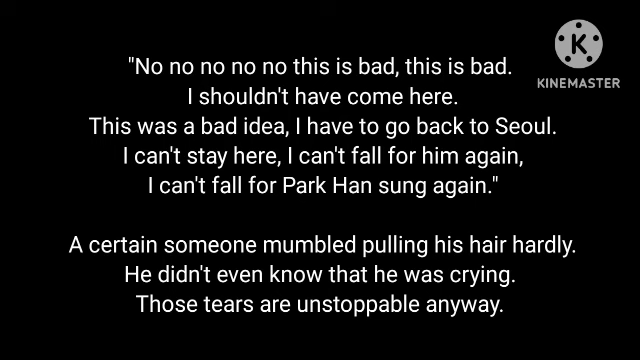 "No no no no no this is bad, this is bad.
I shouldn't have come here.
This was a bad idea, I have to go back to Seoul.
I can't stay here, I can't fall for him again,
I can't fall for Park Han sung again."
A certain someone mumbled pulling his hair hardly.
He didn't even know that he was crying.
Those tears are unstoppable anyway.
K
KINEMASTER